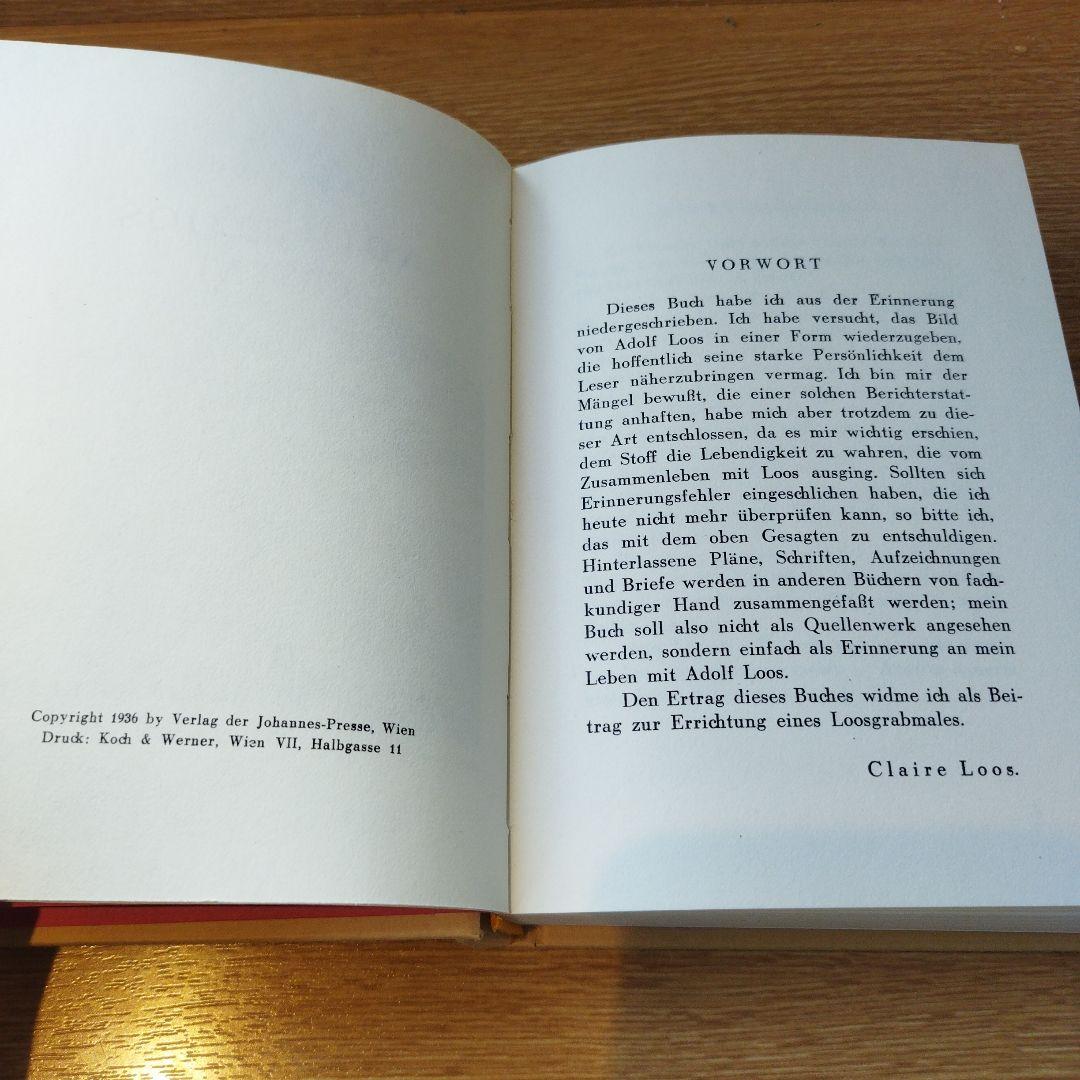 Copyright 1936 by Verlag der Johannes-Presse, Wien
Druck: Koch & Werner, Wien VII, Halbgasse 11
VORWORT
Dieses Buch habe ich aus der Erinnerung
niedergeschrieben. Ich habe versucht, das Bild
von Adolf Loos in einer Form wiederzugeben,
die hoffentlich seine starke Persönlichkeit dem
Leser näherzubringen vermag. Ich bin mir der
Mängel bewußt, die einer solchen Berichterstat-
tung anhaften, habe mich aber trotzdem zu die-
ser Art entschlossen, da es mir wichtig erschien,
dem Stoff die Lebendigkeit zu wahren, die vom
Zusammenleben mit Loos ausging. Sollten sich
Erinnerungsfehler eingeschlichen haben, die ich
heute nicht mehr überprüfen kann, so bitte ich,
das mit dem oben Gesagten zu entschuldigen.
Hinterlassene Pläne, Schriften, Aufzeichnungen
und Briefe werden in anderen Büchern von fach-
kundiger Hand zusammengefaßt werden; mein
Buch soll also nicht als Quellenwerk angesehen
werden, sondern einfach als Erinnerung an mein
Leben mit Adolf Loos.
Den Ertrag dieses Buches widme ich als Bei-
trag zur Errichtung eines Loosgrabmales.
Claire Loos.